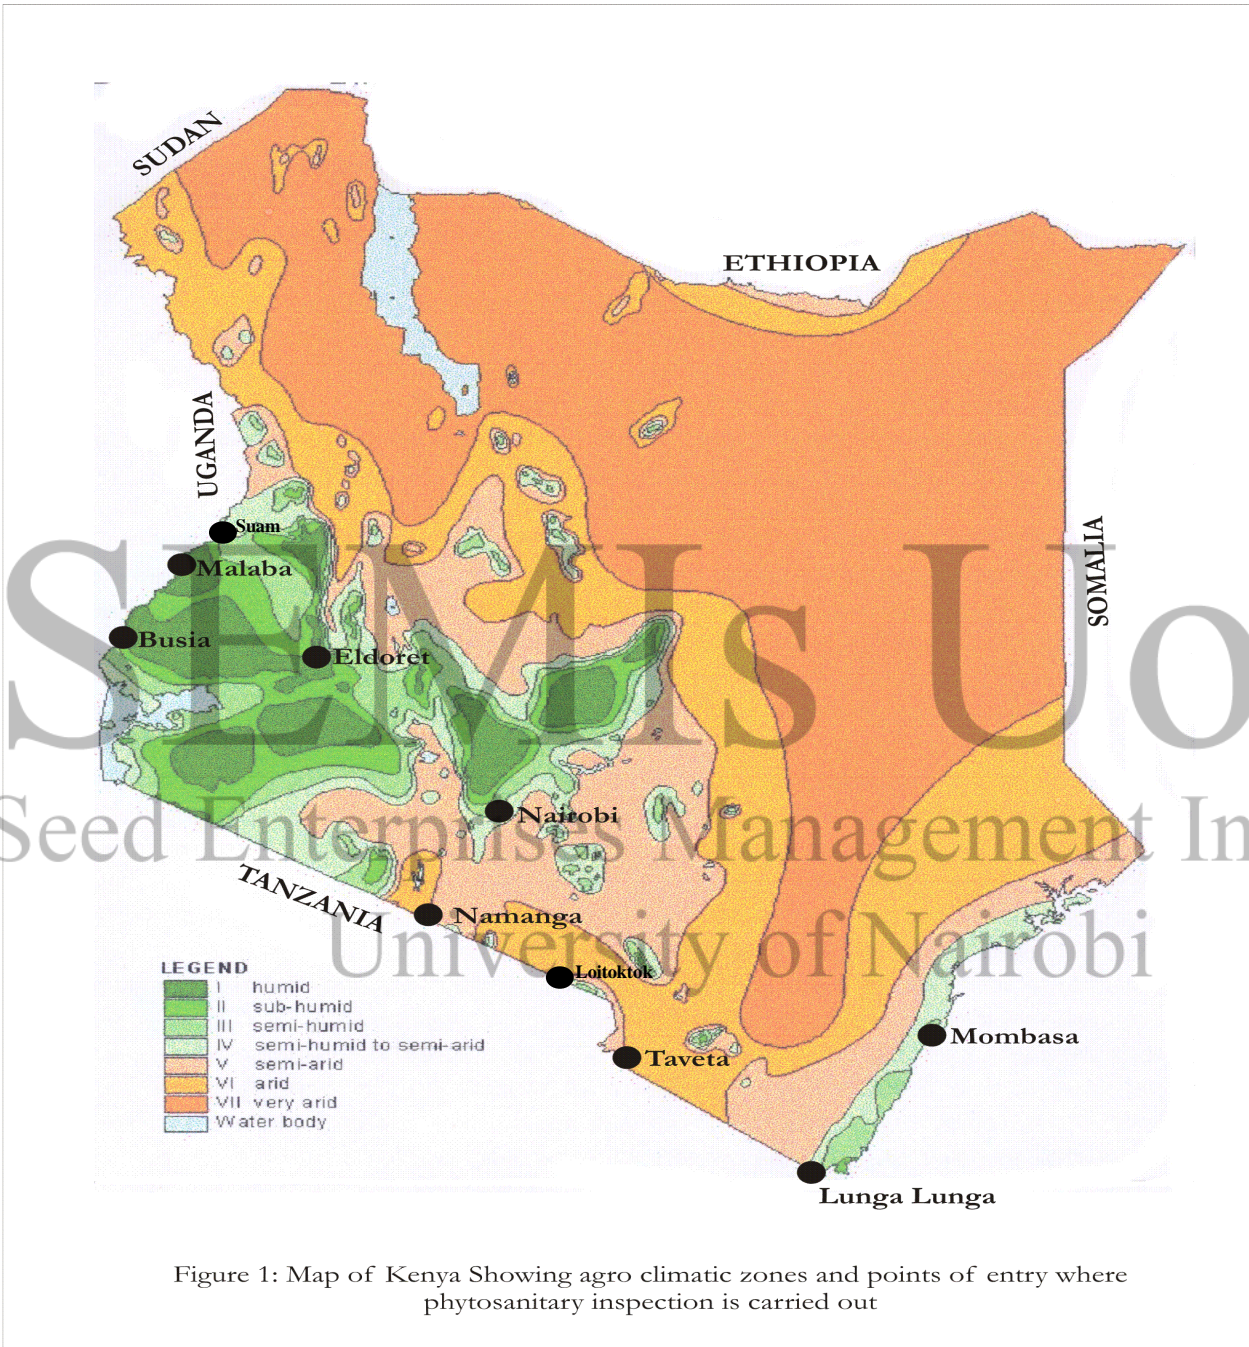 SUDAN
ETHIOPIA
UGANDA
SOMALIA
Suam
Malaba
Busia
Eldoret
SEMIs Uo
Nairobi
Seed Enterprises Management In
TANZANIA
Namanga
University of Nairobi
Loitoktok
LEGEND
I humid
II sub-humid
III semi-humid
IV semi-humid to semi-arid
V semi-arid
VI arid
VII very arid
Water body
Mombasa
Taveta
Lunga Lunga
Figure 1: Map of Kenya Showing agro climatic zones and points of entry where
phytosanitary inspection is carried out